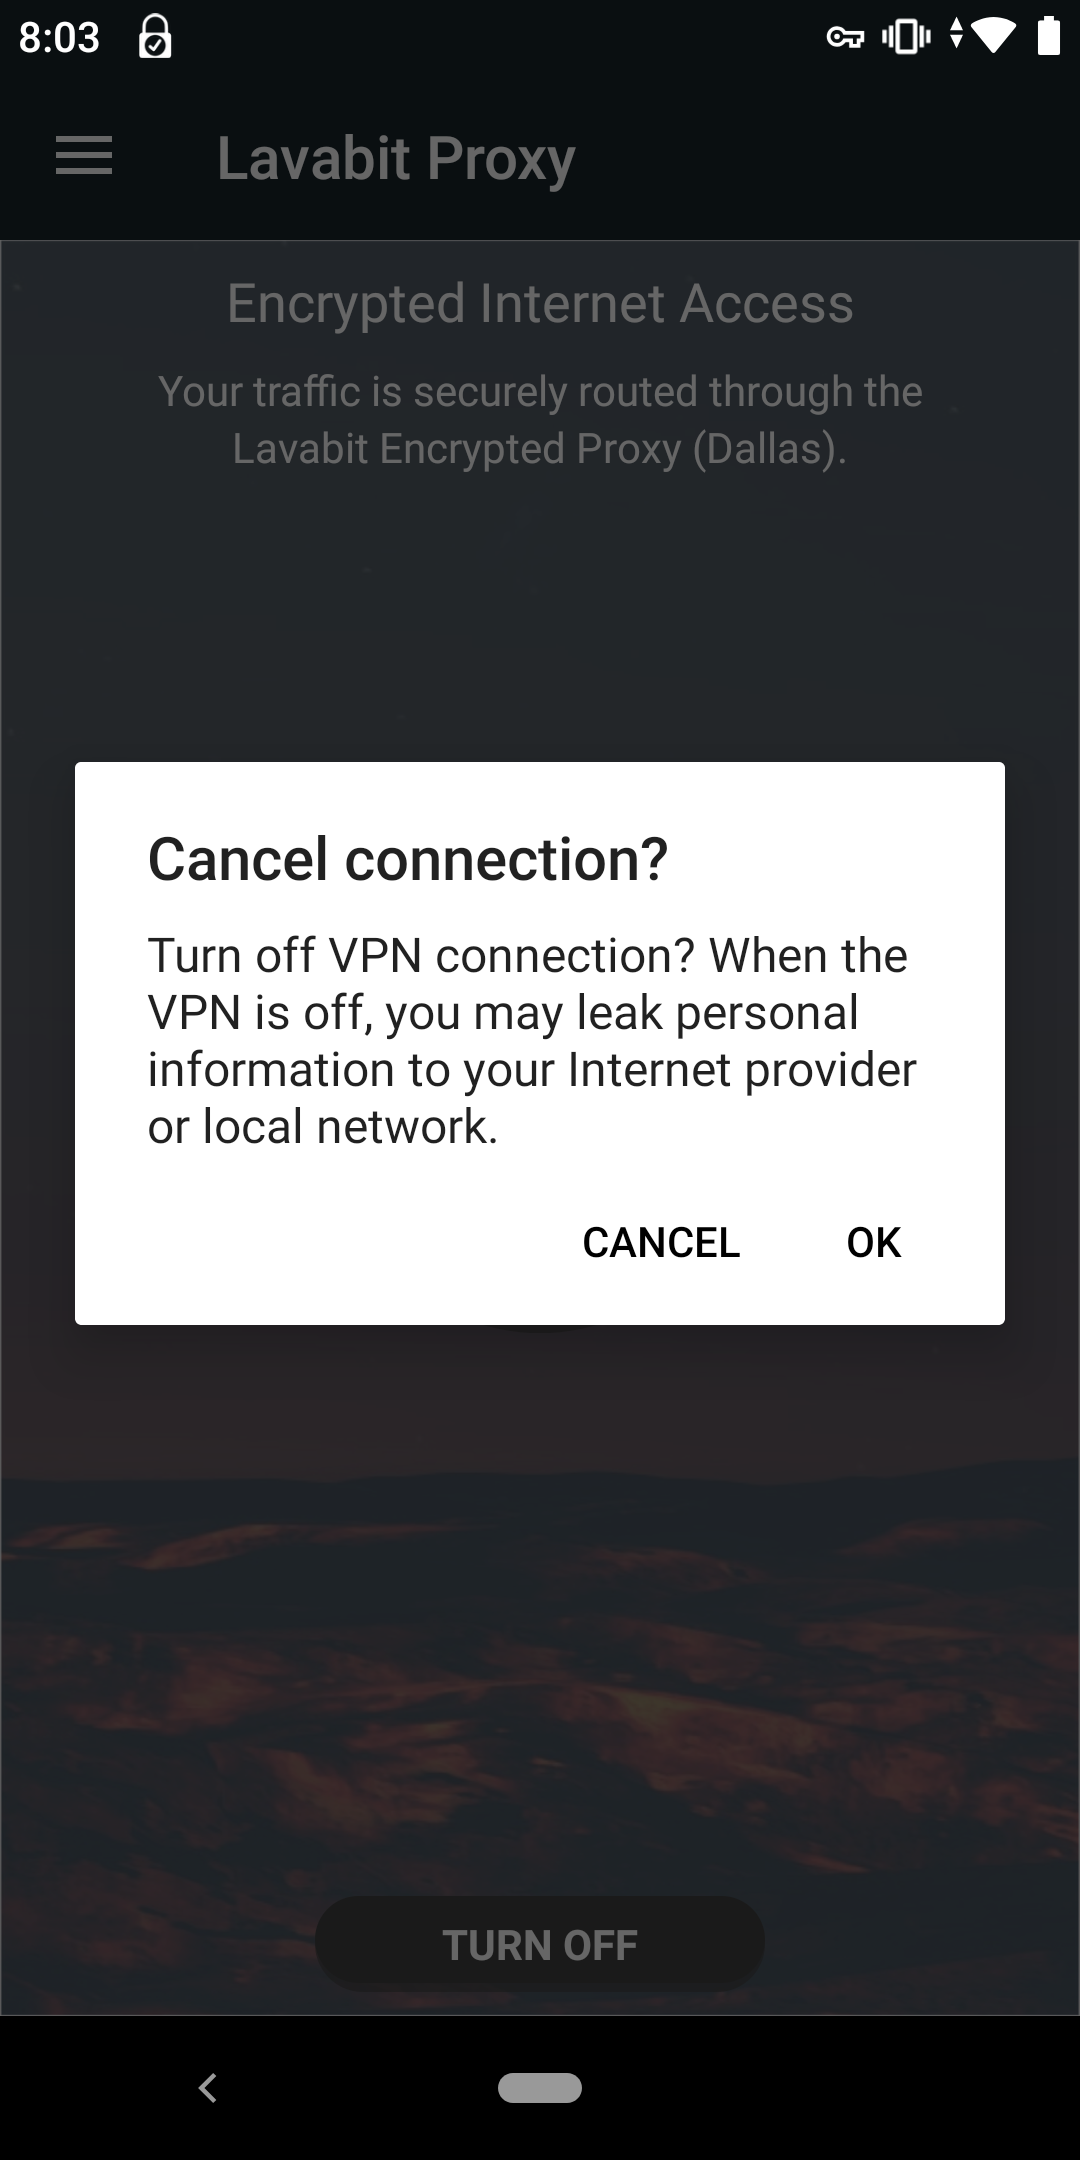 8:03
Lavabit Proxy
Encrypted Internet Access
Your traffic is securely routed through the
Lavabit Encrypted Proxy (Dallas).
Cancel connection?
Turn off VPN connection? When the
VPN is off, you may leak personal
information to your Internet provider
or local network.
CANCEL OK
TURN OFF